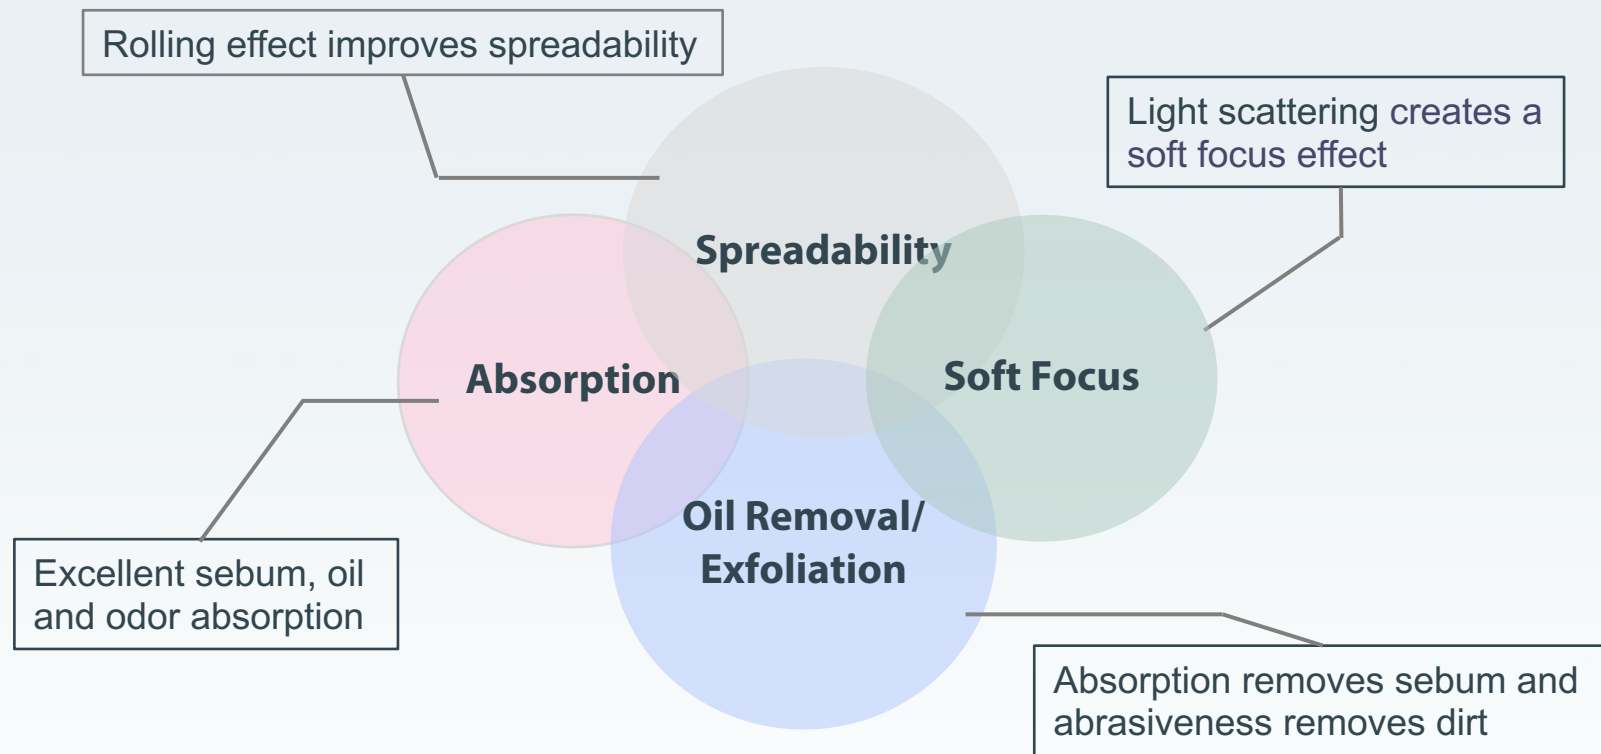 Rolling effect improves spreadability
Light scattering creates a
soft focus effect
Spreadability
Absorption
Soft Focus
Oil Removal/
Exfoliation
Excellent sebum, oil
and odor absorption
Absorption removes sebum and
abrasiveness removes dirt